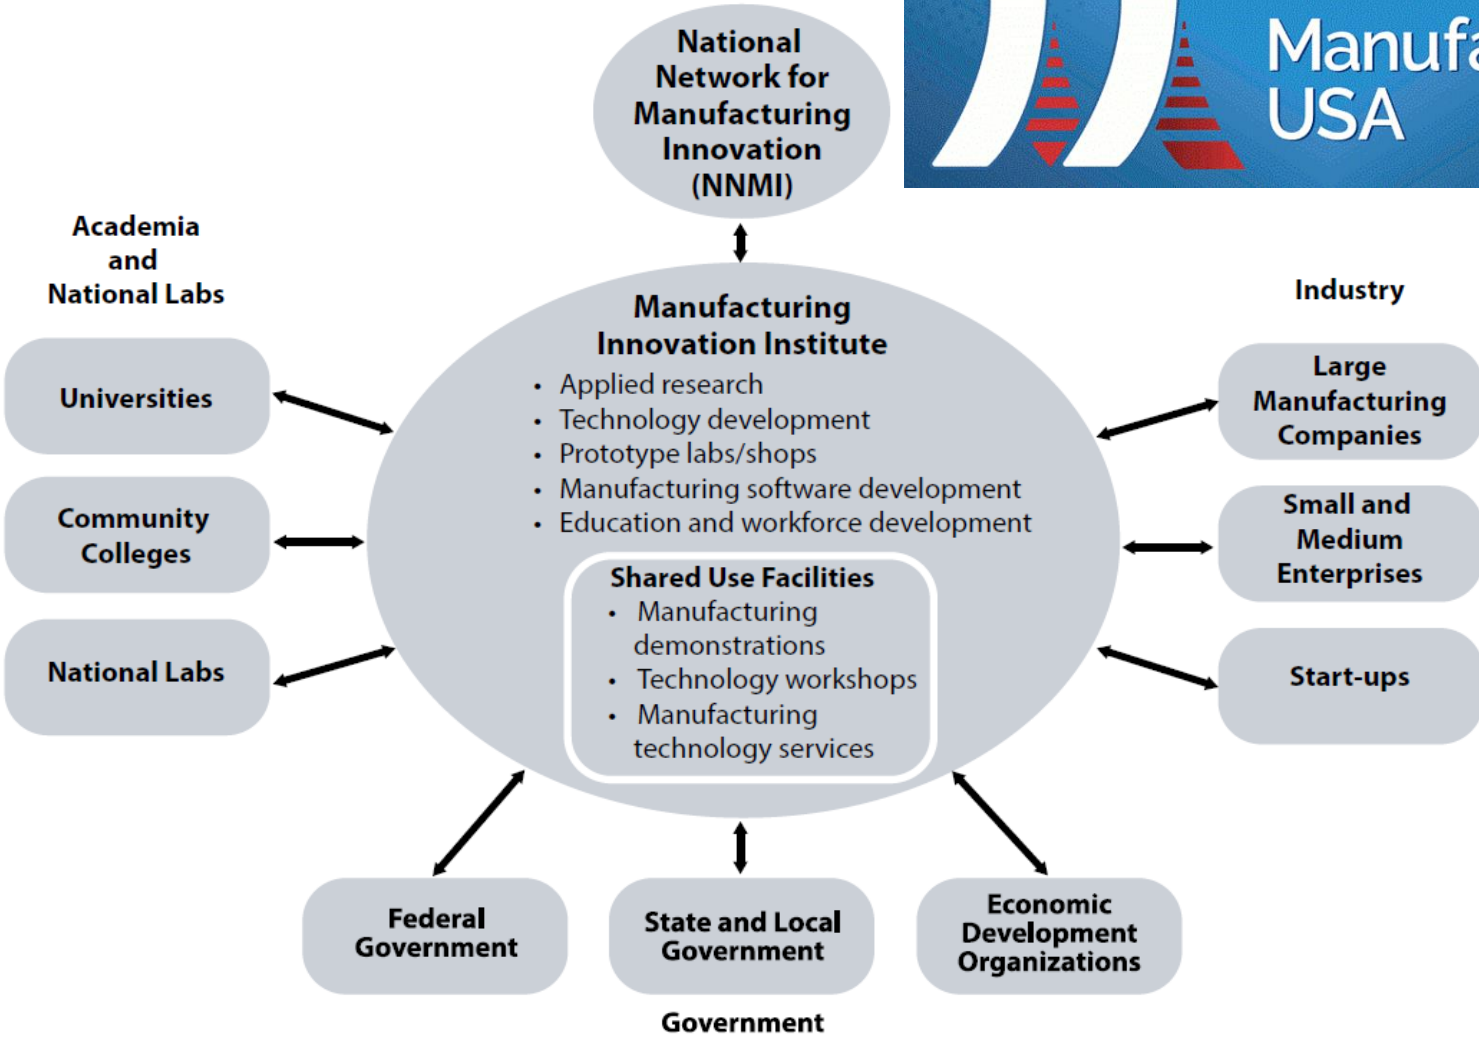 National
Network for
Manufacturing
Innovation
(NNMI)
USA
Academia
and
National Labs
Universities
Community
Colleges
National Labs
Manufacturing
Innovation Institute
• Applied research
• Technology development
• Prototype labs/shops
• Manufacturing software development
• Education and workforce development
Shared Use Facilities
• Manufacturing
demonstrations
• Technology workshops
• Manufacturing
technology services
Industry
Large
Manufacturing
Companies
Small and
Medium
Enterprises
Start-ups
Federal
Government
State and Local
Government
Economic
Development
Organizations
Government